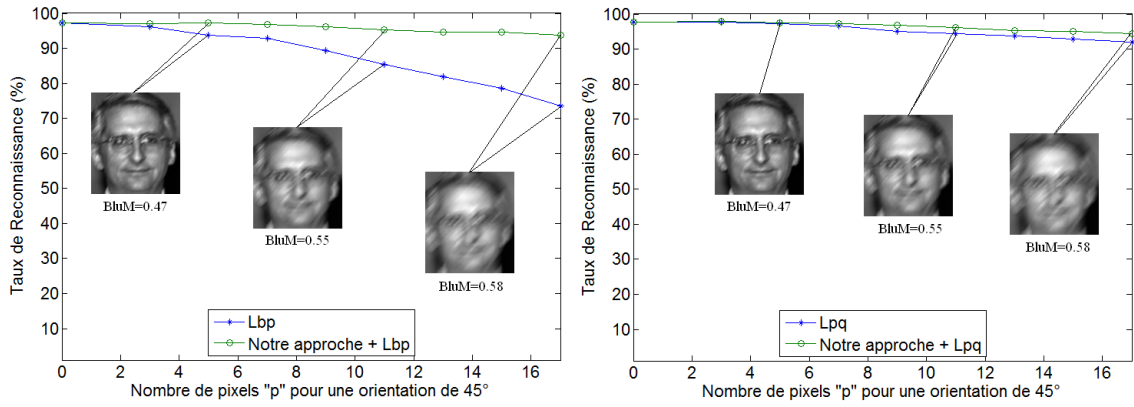 100
90
80
70
60
50
40
30
20
10
Taux de Reconnaissance (%)
BluM=0.47
BluM=0.55
BluM=0.58
Lbp
Notre approche + Lbp
0 2 4 6 8 10 12 14 16
Nombre de pixels "p" pour une orientation de 45°
100
90
80
70
60
50
40
30
20
10
Taux de Reconnaissance (%)
BluM=0.47
BluM=0.55
BluM=0.58
Lpq
Notre approche + Lpq
0 2 4 6 8 10 12 14 16
Nombre de pixels "p" pour une orientation de 45°